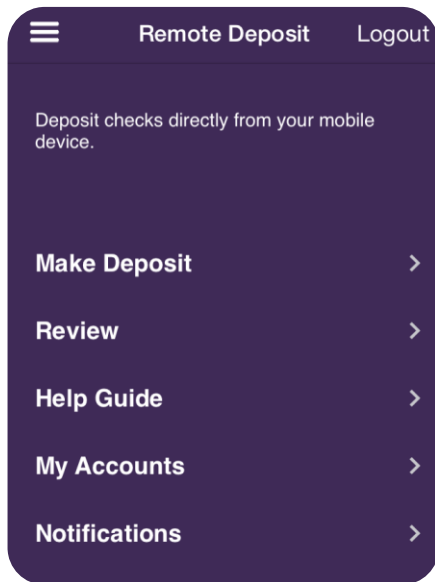 Remote Deposit Logout
Deposit checks directly from your mobile
device.
Make Deposit
Review
Help Guide
My Accounts
Notifications